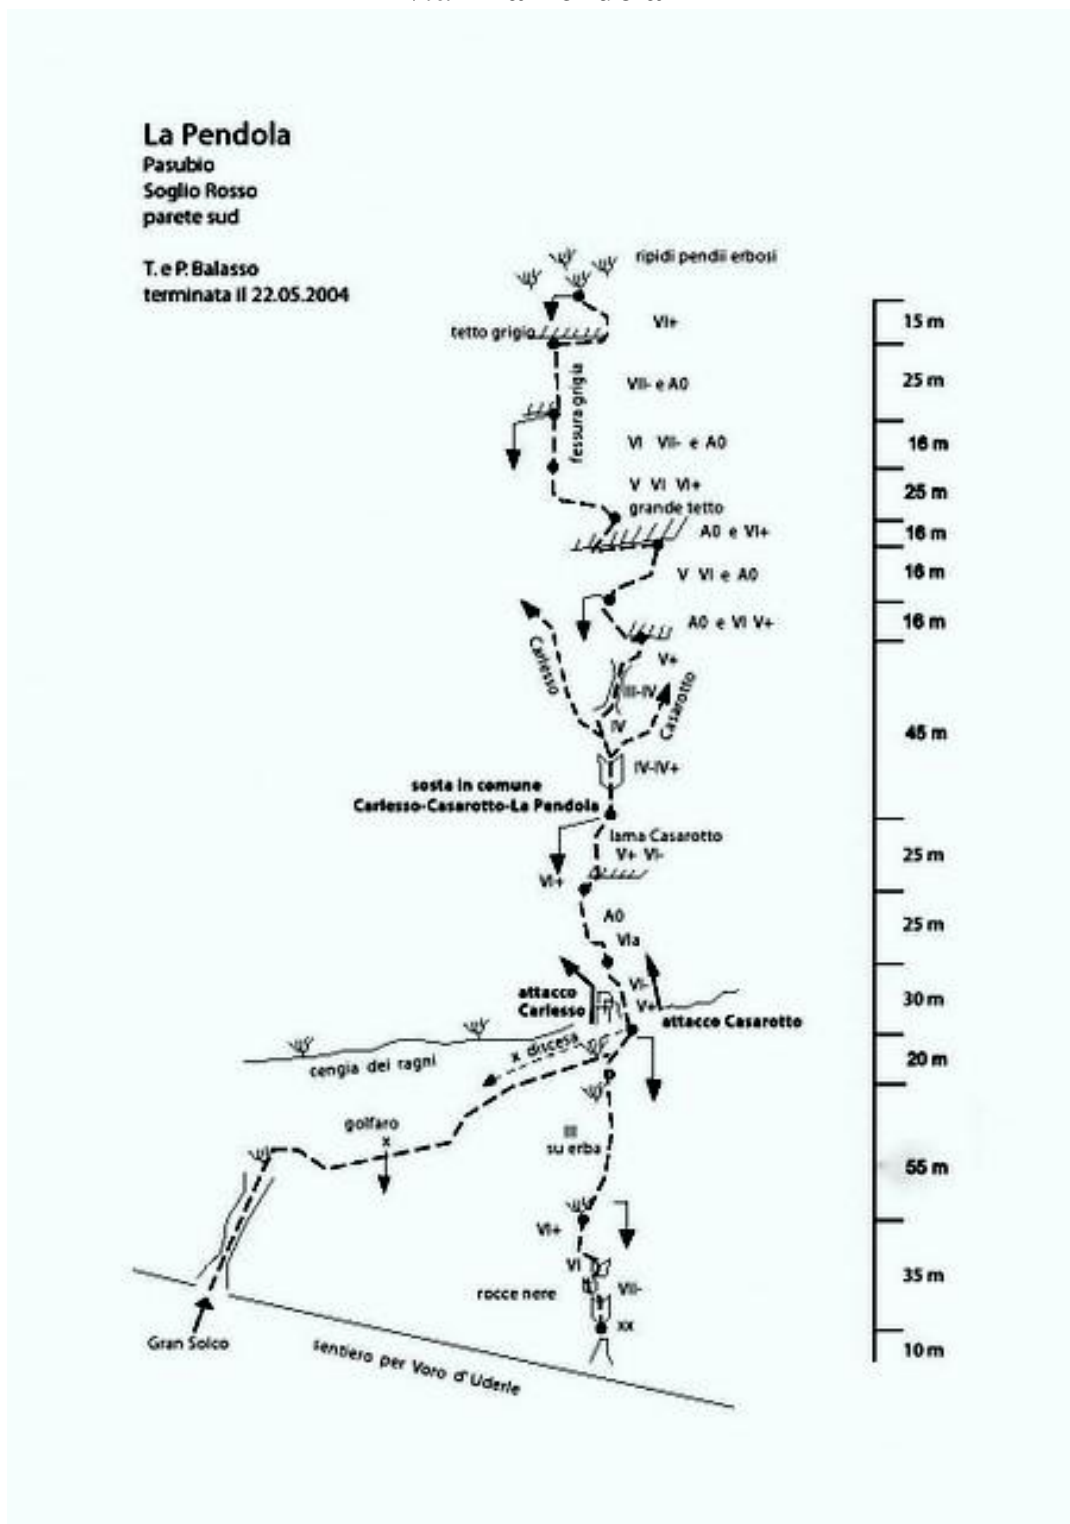 La Pendola
Pasubio
Soglio Rosso
parete sud
T. e P. Balasso
terminata il 22.05.2004
ripidi pendii erbosi
15 m
VI+
tetto grigio
25 m
VII- e A0
fessura grigia
16 m
VI VII- e A0
25 m
V VI VI+
grande tetto
16 m
A0 e VI+
16 m
V VI e A0
16 m
A0 e VI V+
Carlesso
V+
III-IV
Casarotto
IV
45 m
IV-IV+
sosta in comune
Carlesso-Casarotto-La Pendola
lama Casarotto
V+ VI-
25 m
VI+
A0
25 m
VIa
VI-
attacco
Carlesso
V+
30 m
attacco Casarotto
x discesa
20 m
cengia dei ragni
golfaro
x
III
su erba
55 m
VI+
VI
35 m
rocce nere
VII-
xx
Gran Solco
10 m
sentiero per Voro d'Uderle